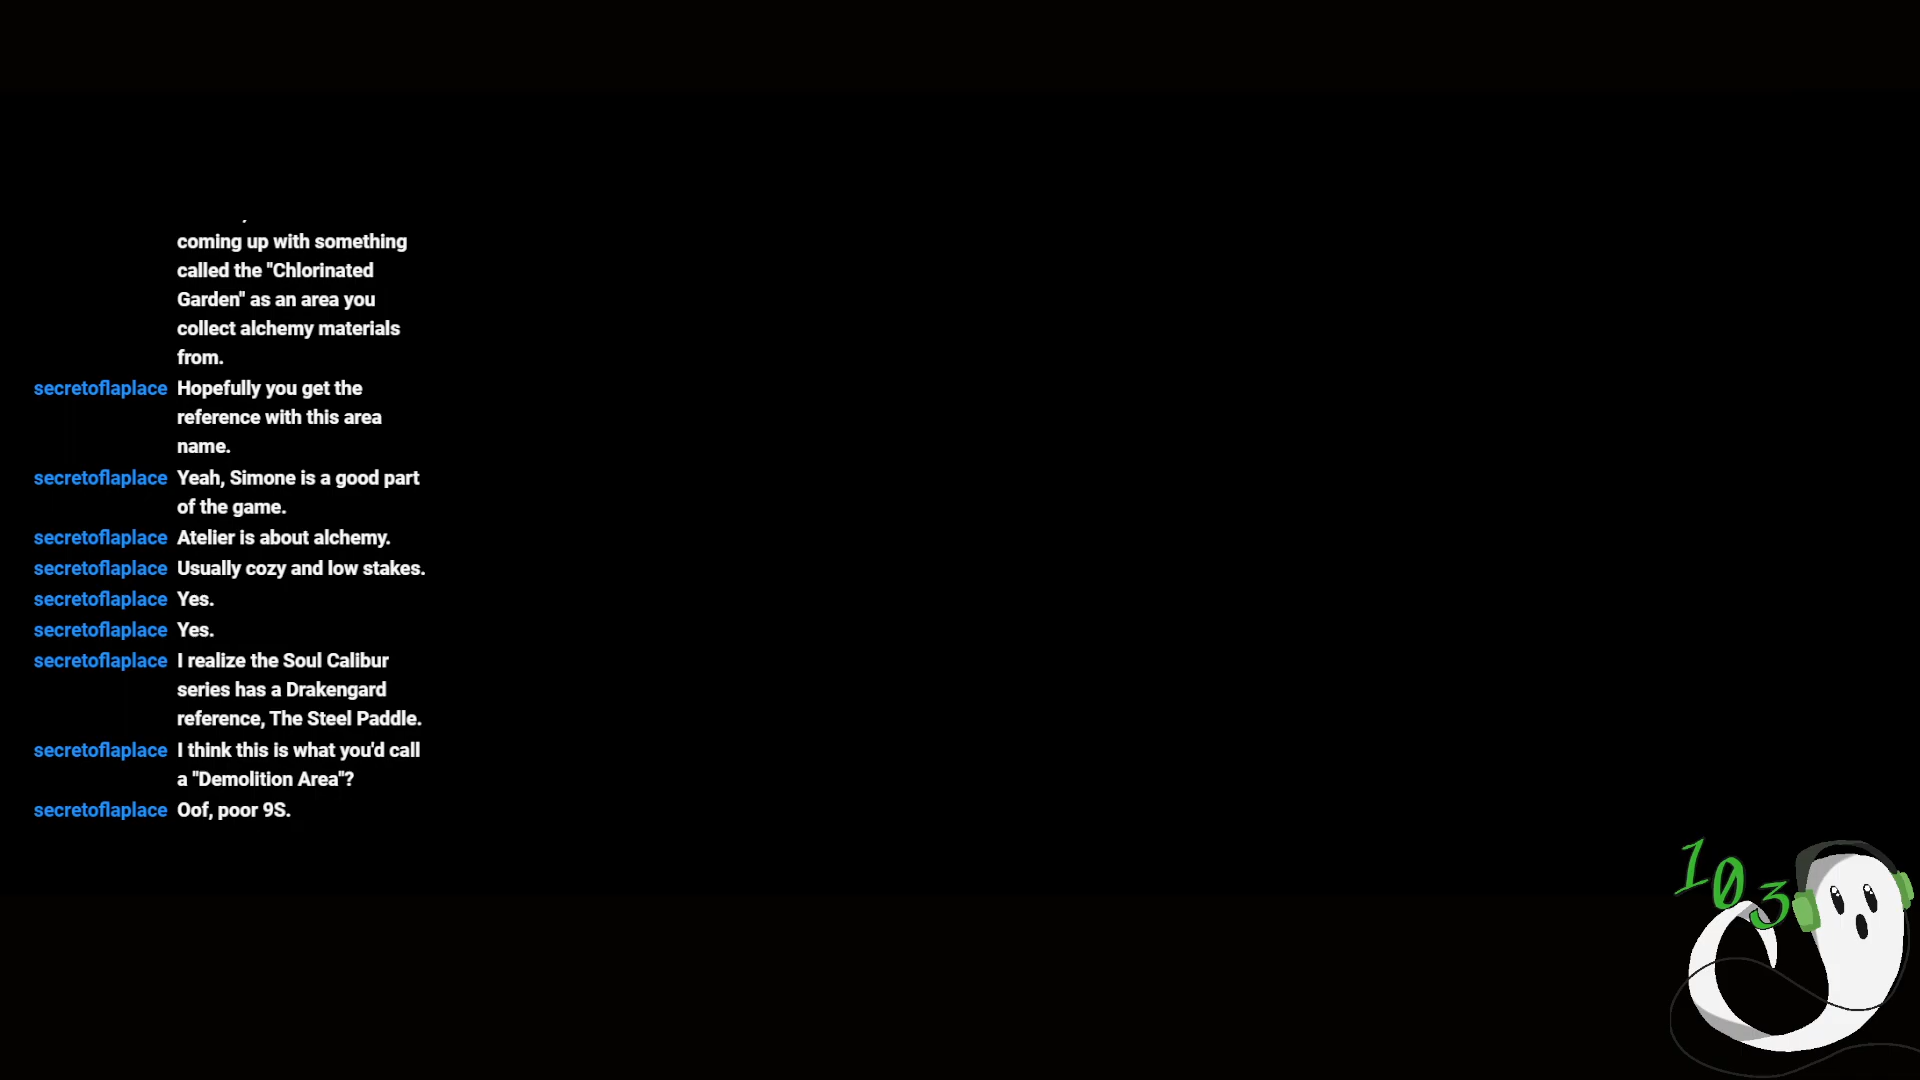 coming up with something
called the "Chlorinated
Garden" as an area you
collect alchemy materials
from.
secretoflaplace Hopefully you get the
reference with this area
name.
secretoflaplace Yeah, Simone is a good part
of the game.
secretoflaplace Atelier is about alchemy.
secretoflaplace Usually cozy and low stakes.
secretoflaplace Yes.
secretoflaplace Yes.
secretoflaplace I realize the Soul Calibur
series has a Drakengard
reference, The Steel Paddle.
secretoflaplace I think this is what you'd call
a "Demolition Area"?
secretoflaplace Oof, poor 9S.
103